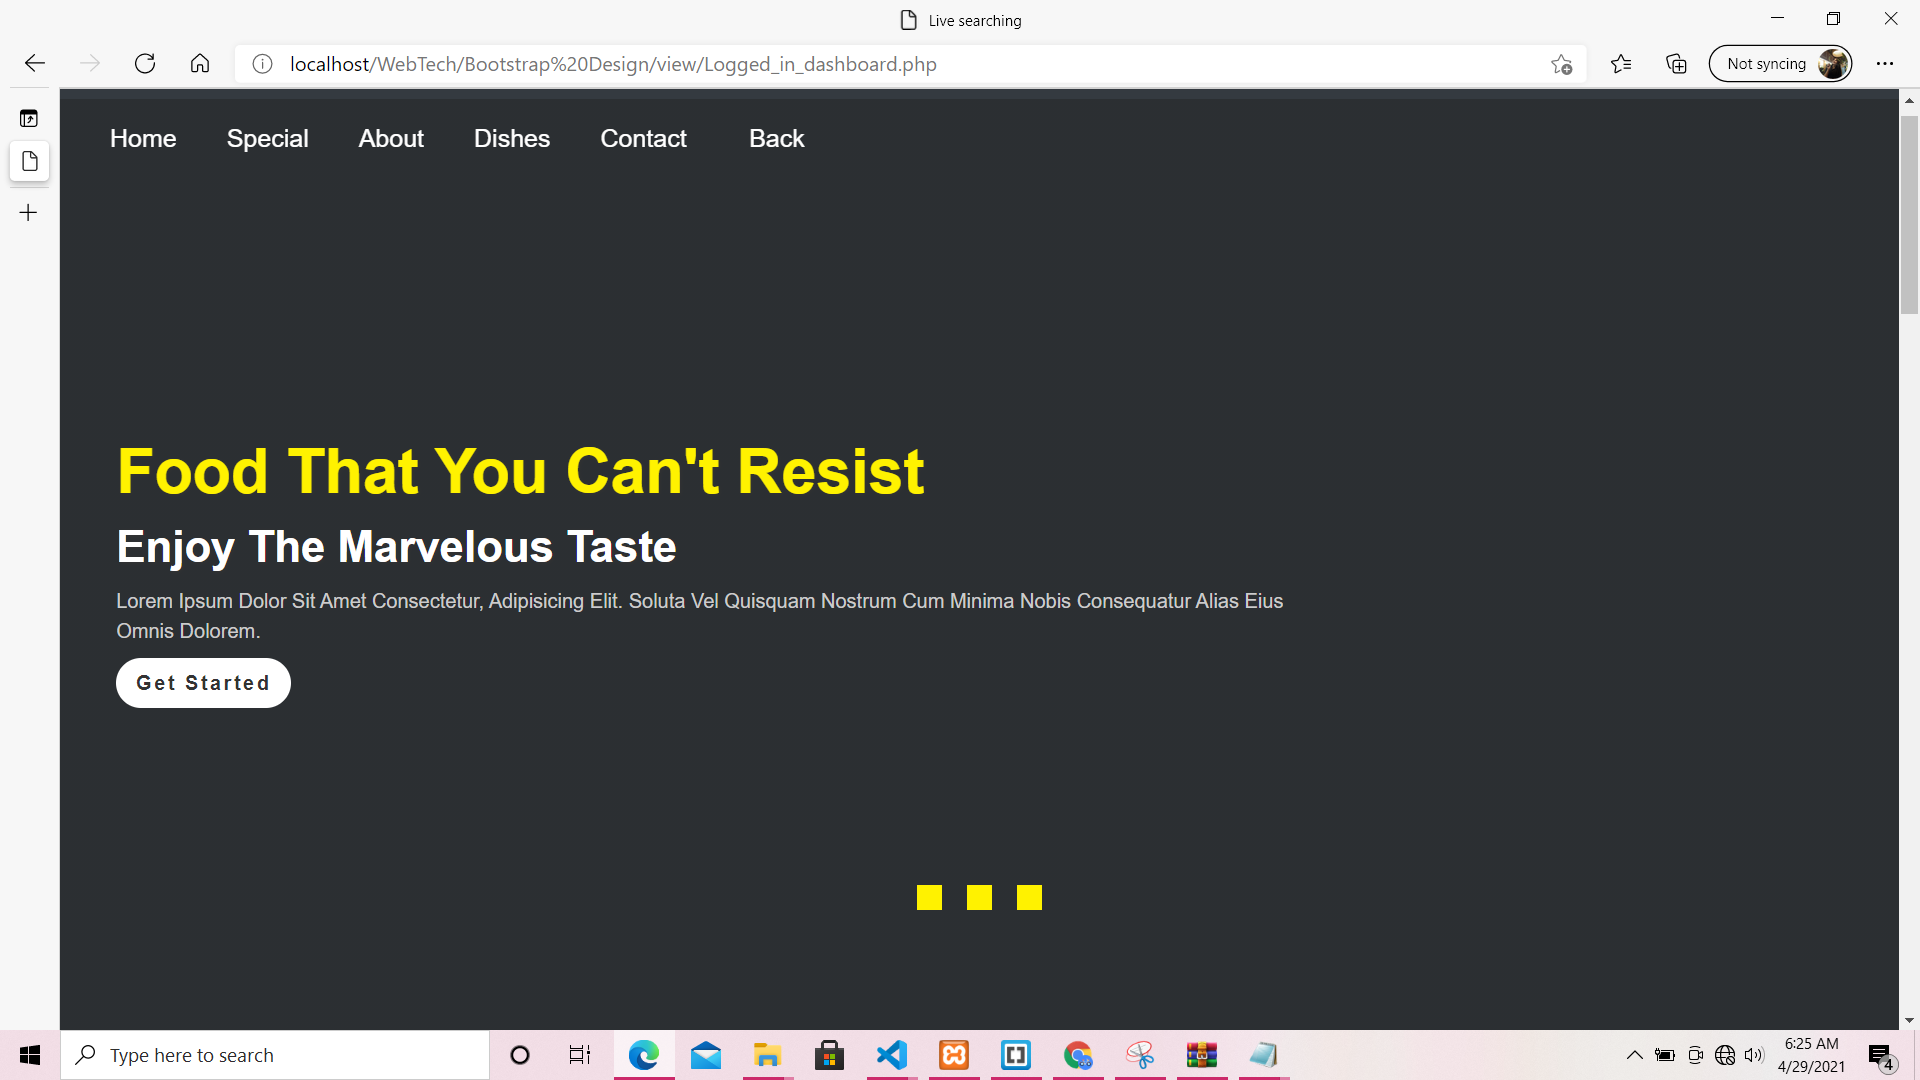 Live searching
localhost/WebTech/Bootstrap%20Design/view/Logged_in_dashboard.php
Not syncing
Home Special About Dishes Contact Back
Food That You Can't Resist
Enjoy The Marvelous Taste
Lorem Ipsum Dolor Sit Amet Consectetur, Adipisicing Elit. Soluta Vel Quisquam Nostrum Cum Minima Nobis Consequatur Alias Eius
Omnis Dolorem.
Get Started
Type here to search
6:25 AM
4/29/2021
4